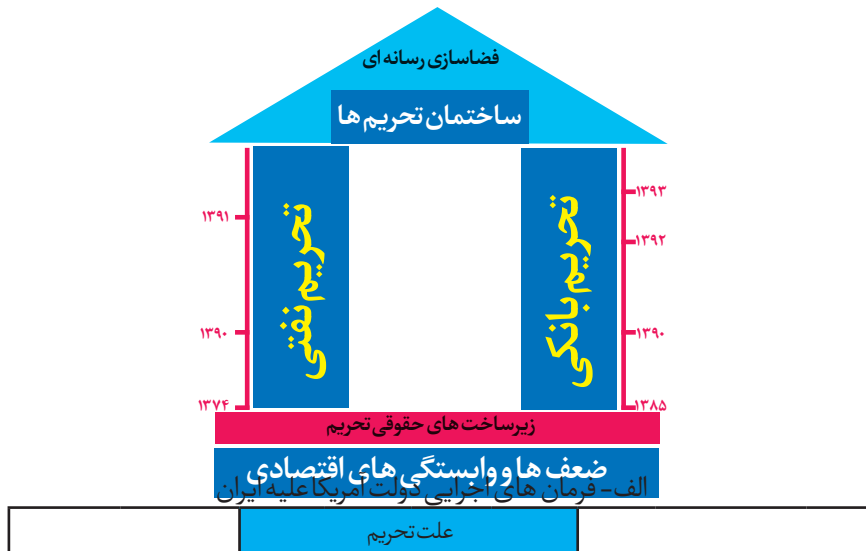 فضاسازی رسانه ای
ساختمان تحریم ها
۱۳۹۳
۱۳۹۲
۱۳۹۰
۱۳۸۵
تحریم بانکی
تحریم نفتی
۱۳۹۱
۱۳۹۰
۱۳۷۴
زیرساخت های حقوقی تحریم
ضعف ها و وابستگی های اقتصادی
الف- فرمان های اجرایی دولت آمریکا علیه ایران
علت تحریم